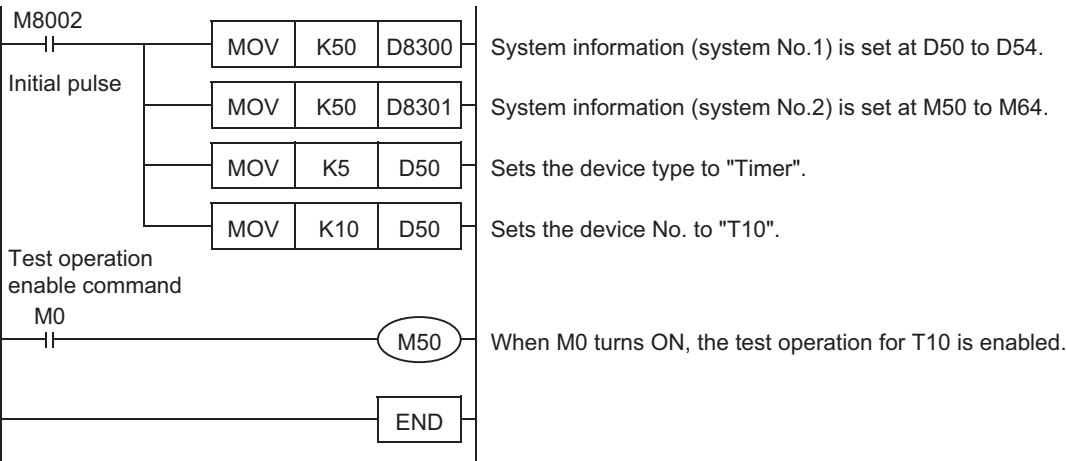 M8002
MOV K50 D8300 System information (system No.1) is set at D50 to D54.
Initial pulse
MOV K50 D8301 System information (system No.2) is set at M50 to M64.
MOV K5 D50 Sets the device type to "Timer".
MOV K10 D50 Sets the device No. to "T10".
Test operation
enable command
M0
M50 When M0 turns ON, the test operation for T10 is enabled.
END